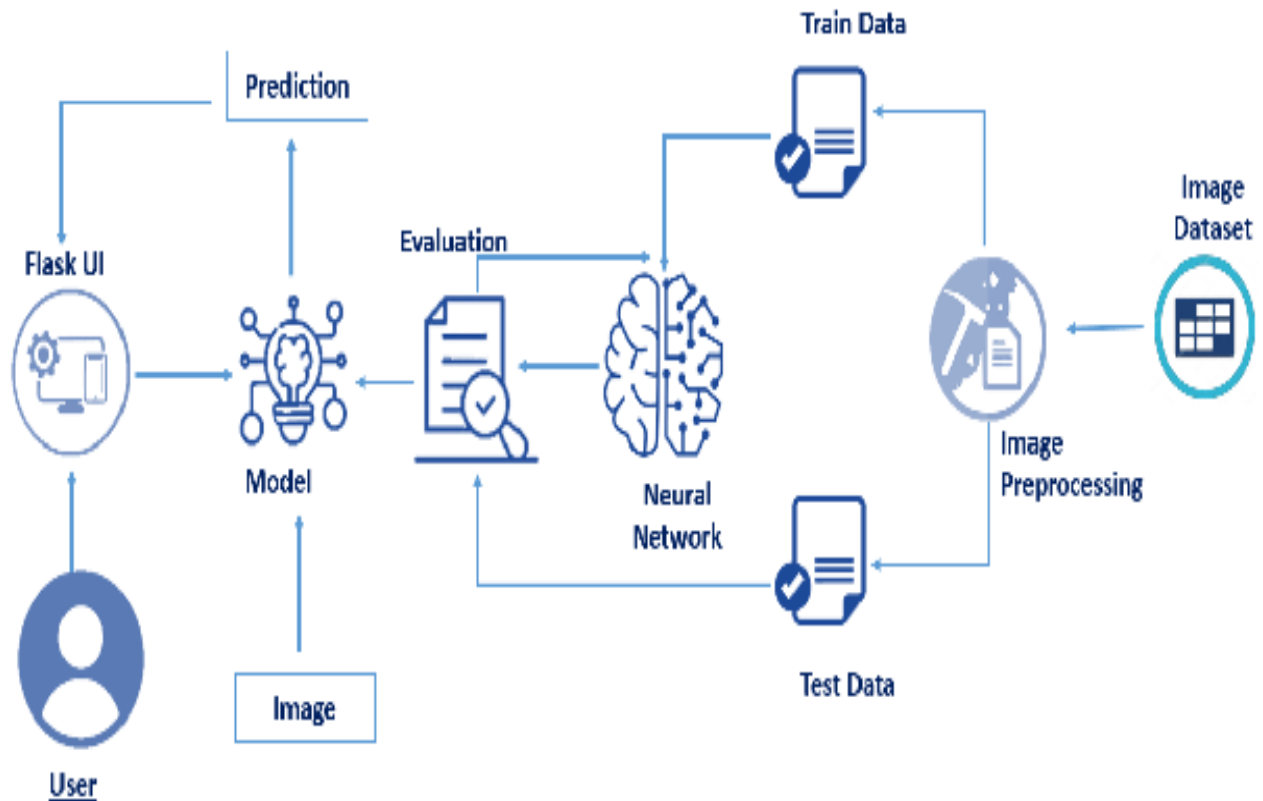 Train Data
Prediction
Image
Dataset
Evaluation
Flask UI
Image
Preprocessing
Model
Neural
Network
Test Data
Image
User